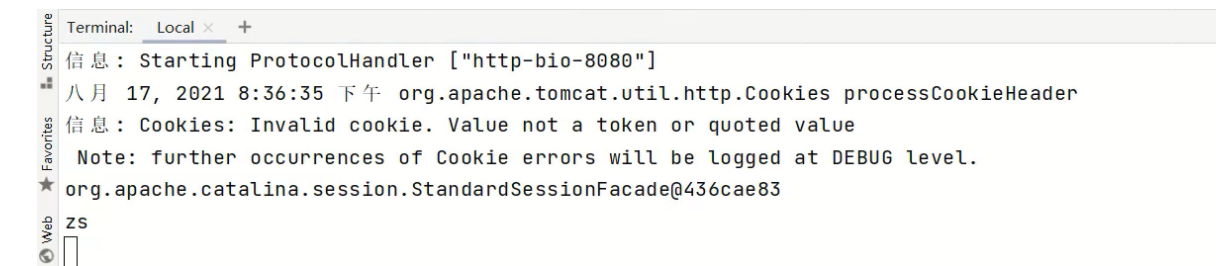 Terminal: Local × +
信息: Starting ProtocolHandler ["http-bio-8080"]
八月 17, 2021 8:36:35 下午 org.apache.tomcat.util.http.Cookies processCookieHeader
信息: Cookies: Invalid cookie. Value not a token or quoted value
Note: further occurrences of Cookie errors will be logged at DEBUG level.
org.apache.catalina.session.StandardSessionFacade@436cae83
zs
Structure
Favorites
Web